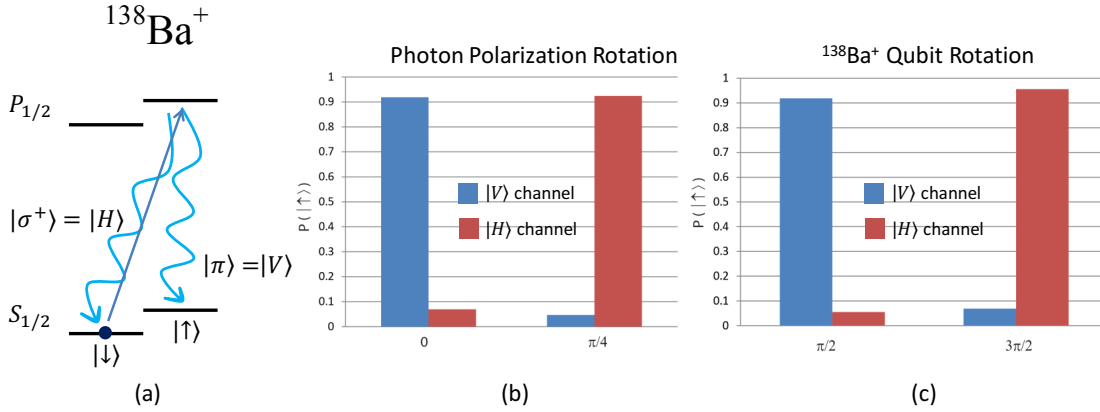 ¹³⁸Ba⁺
P₁/₂
|σ⁺⟩ = |H⟩
|π⟩ =|V⟩
S₁/₂
|↓⟩
|↑⟩
(a)
Photon Polarization Rotation
1
0.9
0.8
0.7
0.6
0.5
0.4
0.3
0.2
0.1
0
P(|↑⟩)
|V⟩ channel
|H⟩ channel
0
π/4
(b)
¹³⁸Ba⁺ Qubit Rotation
1
0.9
0.8
0.7
0.6
0.5
0.4
0.3
0.2
0.1
0
P(|↑⟩)
|V⟩ channel
|H⟩ channel
π/2
3π/2
(c)